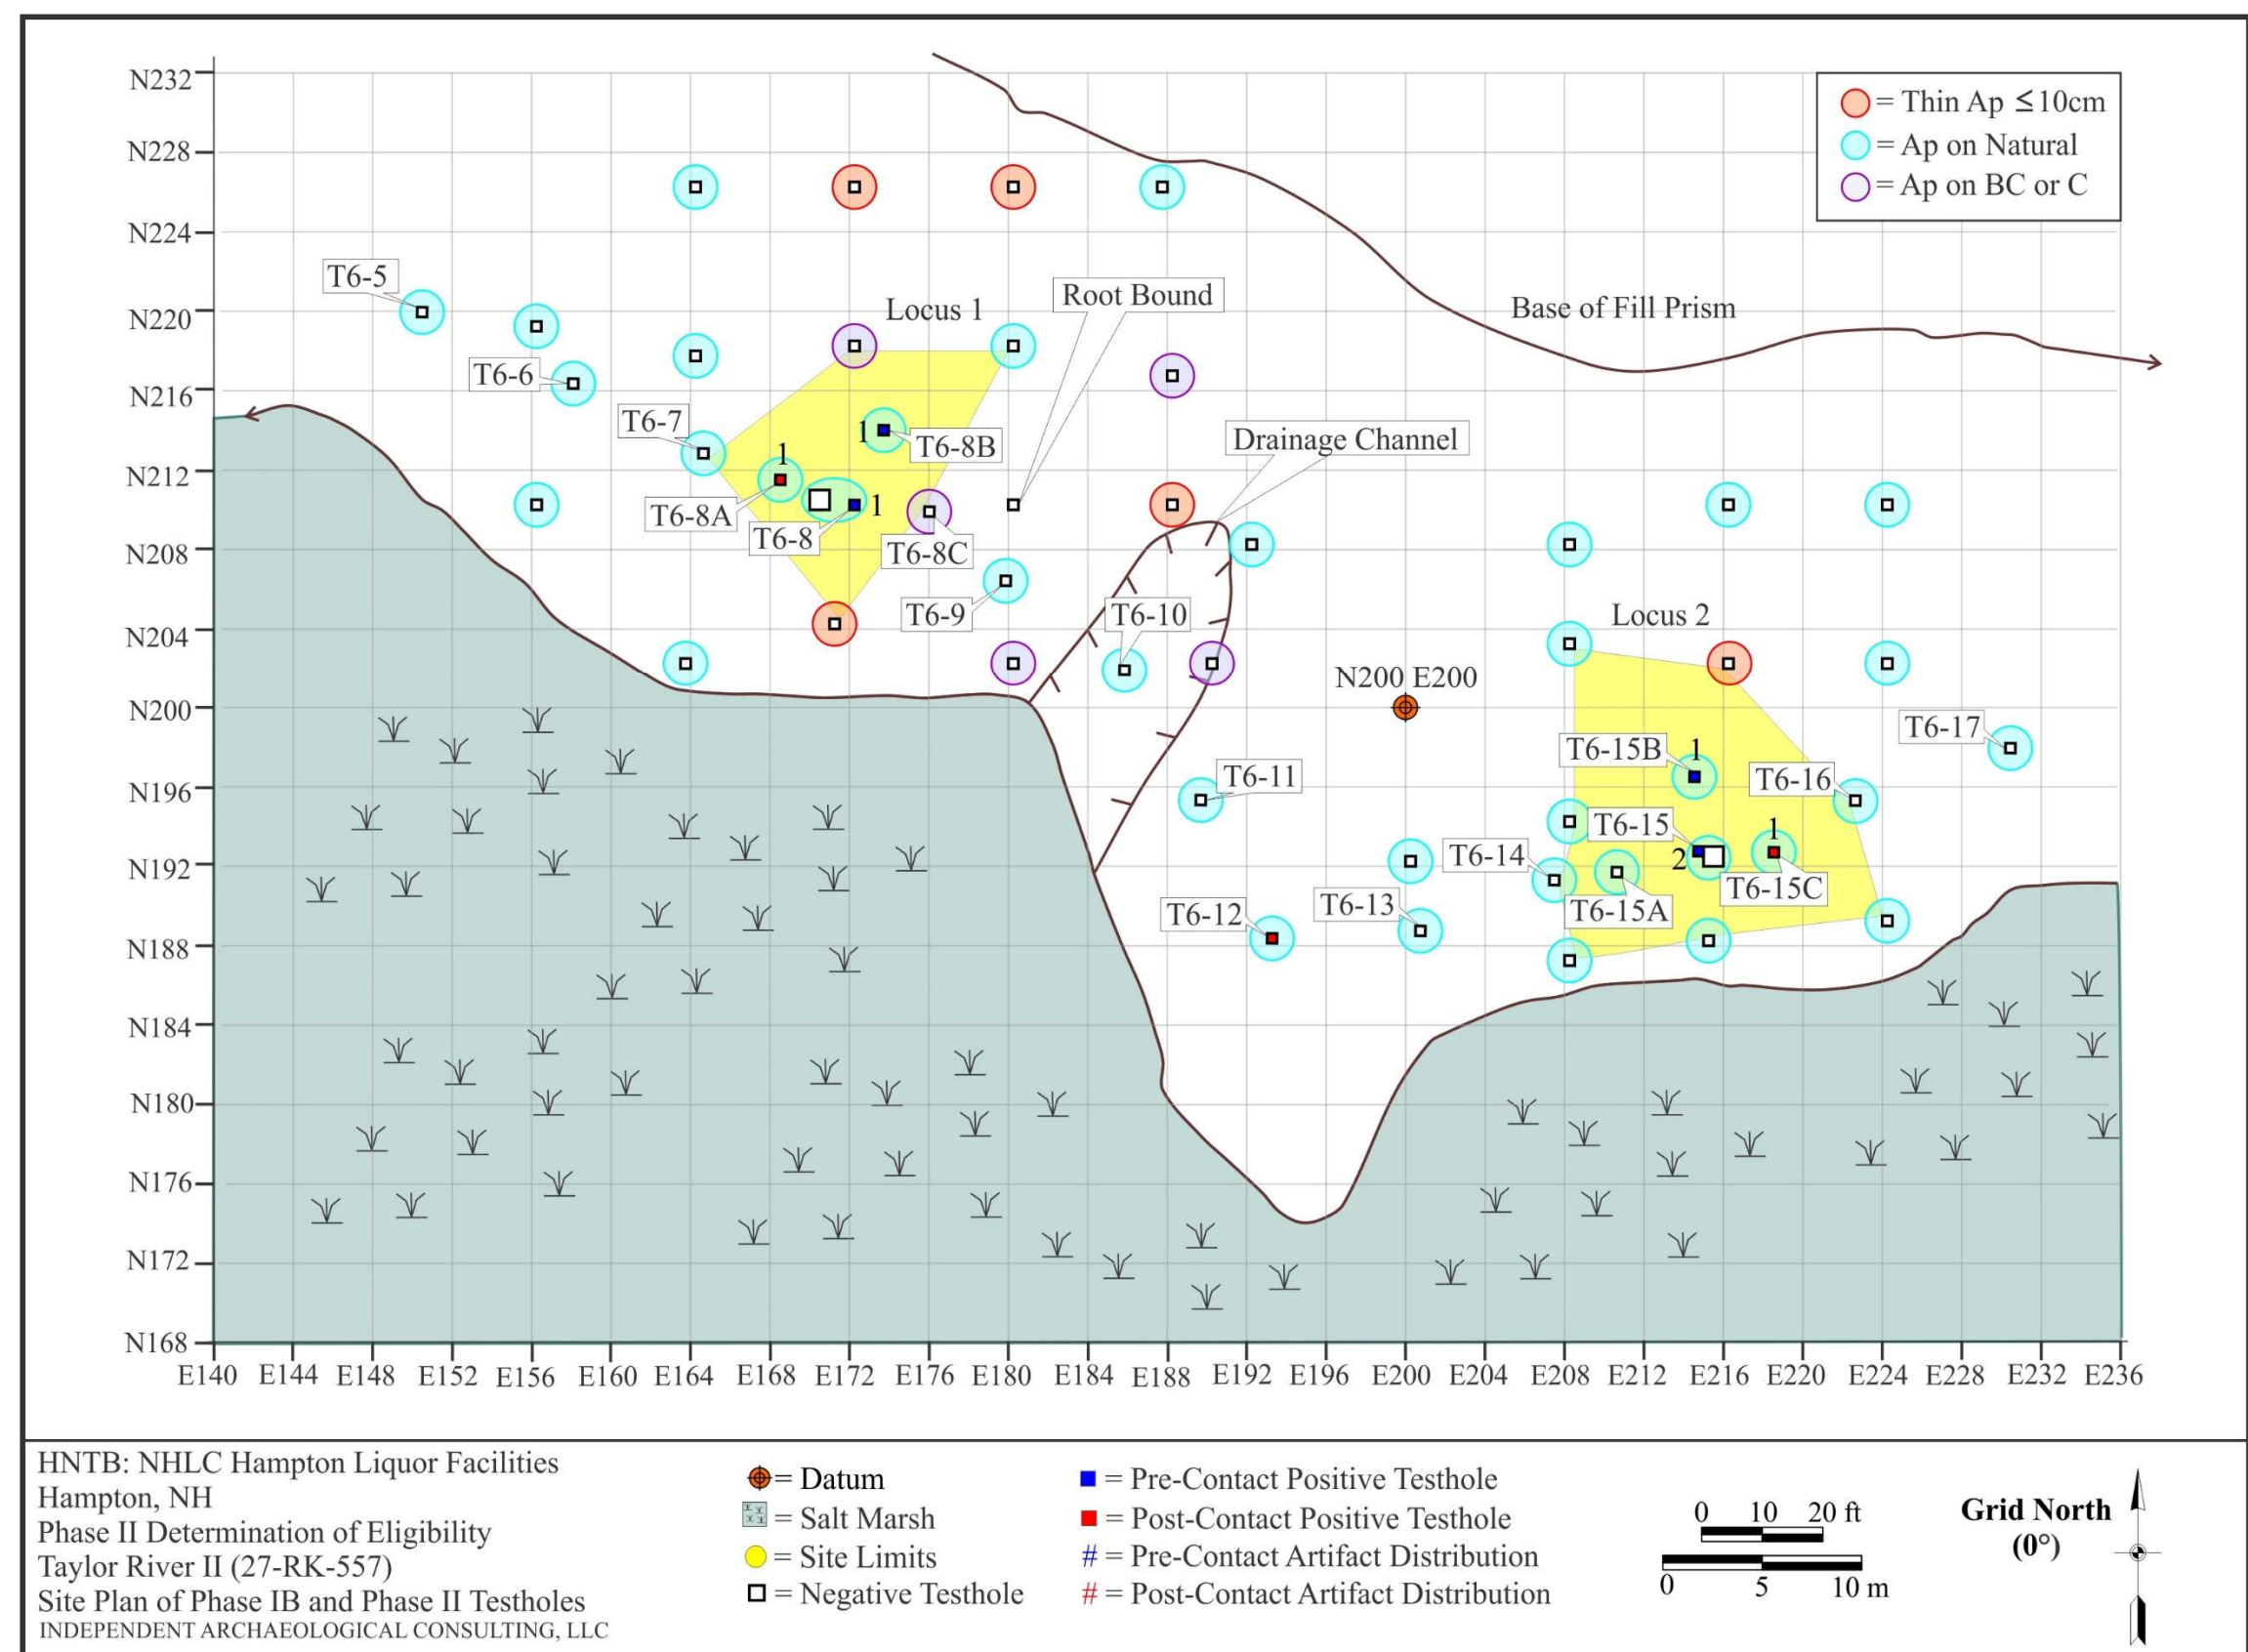 N232
N228
N224
N220
N216
N212
N208
N204
N200
N196
N192
N188
N184
N180
N176
N172
N168
E140 E144 E148 E152 E156 E160 E164 E168 E172 E176 E180 E184 E188 E192 E196 E200 E204 E208 E212 E216 E220 E224 E228 E232 E236
= Thin Ap ≤10cm
= Ap on Natural
= Ap on BC or C
T6-5
Root Bound
Locus 1
Base of Fill Prism
T6-6
T6-7
1
T6-8B
Drainage Channel
1
T6-8A
1
T6-8
T6-8C
T6-9
T6-10
Locus 2
N200 E200
T6-17
T6-15B
1
T6-11
T6-16
T6-15
1
T6-14
2
T6-15C
T6-15A
T6-13
T6-12
HNTB: NHLC Hampton Liquor Facilities
Hampton, NH
Phase II Determination of Eligibility
Taylor River II (27-RK-557)
Site Plan of Phase IB and Phase II Testholes
INDEPENDENT ARCHAEOLOGICAL CONSULTING, LLC
= Datum
= Salt Marsh
= Site Limits
= Negative Testhole
= Pre-Contact Positive Testhole
= Post-Contact Positive Testhole
# = Pre-Contact Artifact Distribution
# = Post-Contact Artifact Distribution
0 10 20 ft
0 5 10 m
Grid North
(0°)